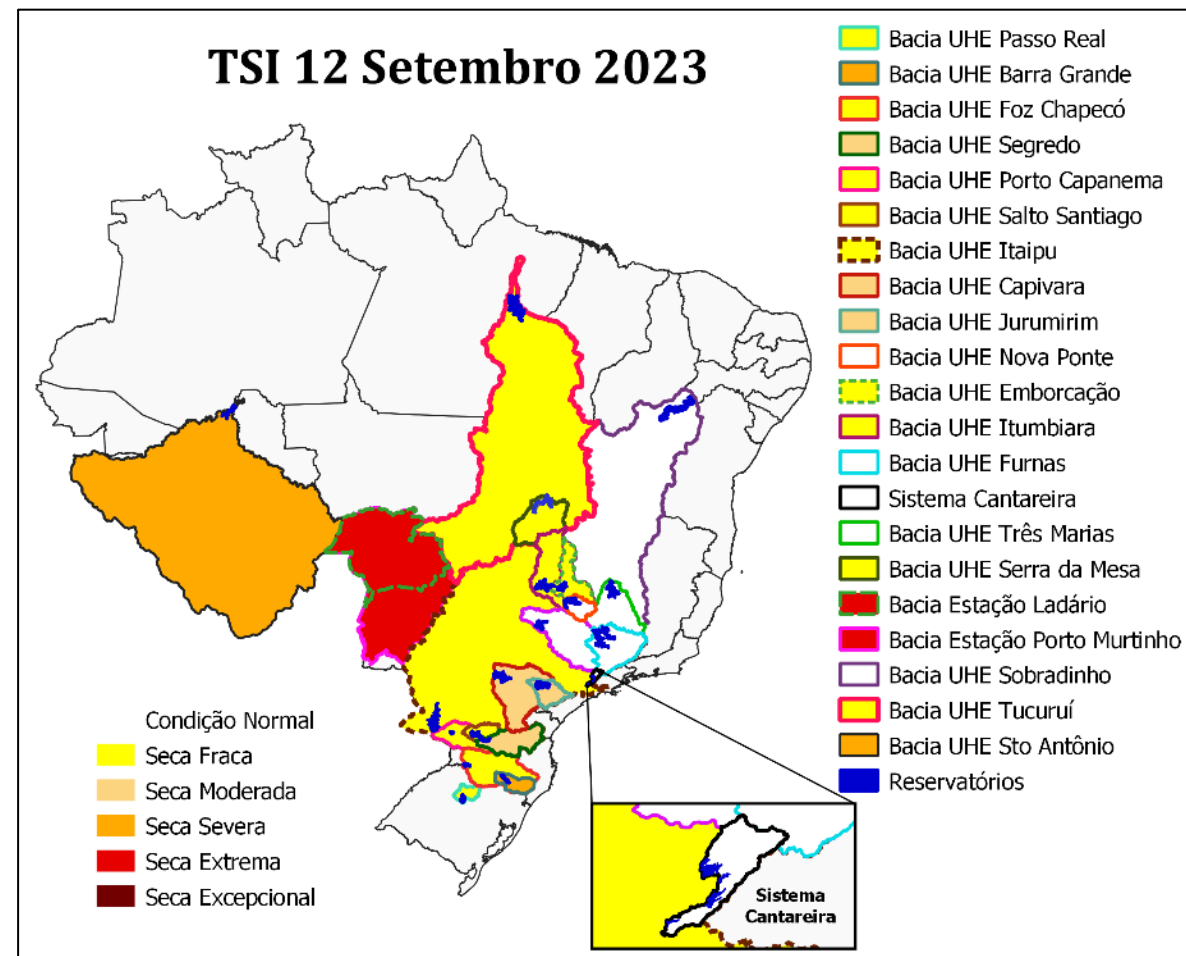 TSI 12 Setembro 2023
Bacia UHE Passo Real
Bacia UHE Barra Grande
Bacia UHE Foz Chapecó
Bacia UHE Segredo
Bacia UHE Porto Capanema
Bacia UHE Salto Santiago
Bacia UHE Itaipu
Bacia UHE Capivara
Bacia UHE Jurumirim
Bacia UHE Nova Ponte
Bacia UHE Emborcação
Bacia UHE Itumbiara
Bacia UHE Furnas
Sistema Cantareira
Bacia UHE Três Marias
Bacia UHE Serra da Mesa
Bacia Estação Ladário
Bacia Estação Porto Murtinho
Bacia UHE Sobradinho
Bacia UHE Tucuruí
Bacia UHE Sto Antônio
Reservatórios
Condição Normal
Seca Fraca
Seca Moderada
Seca Severa
Seca Extrema
Seca Excepcional
Sistema
Cantareira